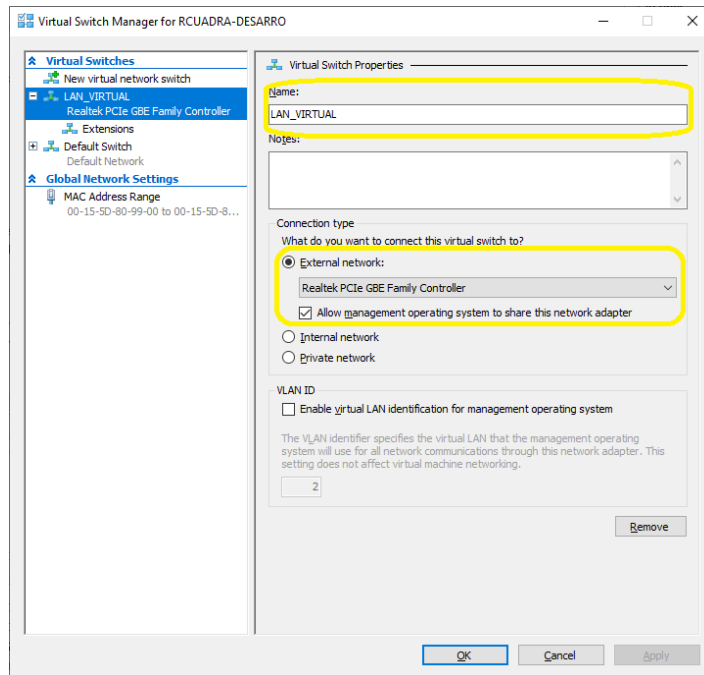 Virtual Switch Manager for RCUADRA-DESARRO
Virtual Switches
New virtual network switch
LAN_VIRTUAL
Realtek PCIe GBE Family Controller
Extensions
Default Switch
Default Network
Global Network Settings
MAC Address Range
00-15-5D-80-99-00 to 00-15-5D-8...
Virtual Switch Properties
Name:
LAN_VIRTUAL
Notes:
Connection type
What do you want to connect this virtual switch to?
External network:
Realtek PCIe GBE Family Controller
Allow management operating system to share this network adapter
Internal network
Private network
VLAN ID
Enable virtual LAN identification for management operating system
The VLAN identifier specifies the virtual LAN that the management operating
system will use for all network communications through this network adapter. This
setting does not affect virtual machine networking.
2
Remove
OK
Cancel
Apply